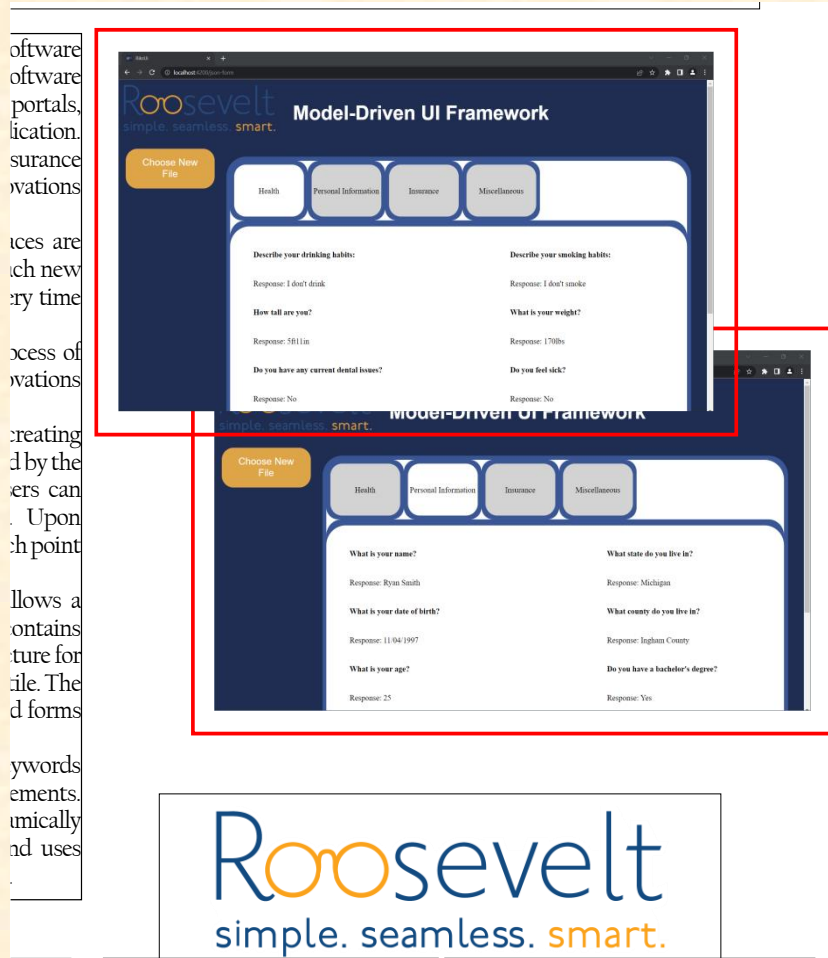 oftware
oftware
portals,
lication.
surance
ovations
aces are
ich new
ery time
ocess of
ovations
creating
d by the
sers can
. Upon
ch point
llows a
contains
cture for
tile. The
d forms
ywords
ements.
amically
nd uses
.
localhost:4200/json-form
Roosevelt
simple. seamless. smart.
Model-Driven UI Framework
Choose New
File
Health Personal Information Insurance Miscellaneous
Describe your drinking habits: Describe your smoking habits:
Response: I don't drink Response: I don't smoke
How tall are you? What is your weight?
Response: 5ft11in Response: 170lbs
Do you have any current dental issues? Do you feel sick?
Response: No Response: No
Model-Driven UI Framework
simple. seamless. smart.
Choose New
File
Health Personal Information Insurance Miscellaneous
What is your name? What state do you live in?
Response: Ryan Smith Response: Michigan
What is your date of birth? What county do you live in?
Response: 11/04/1997 Response: Ingham County
What is your age? Do you have a bachelor's degree?
Response: 25 Response: Yes
Roosevelt
simple. seamless. smart.